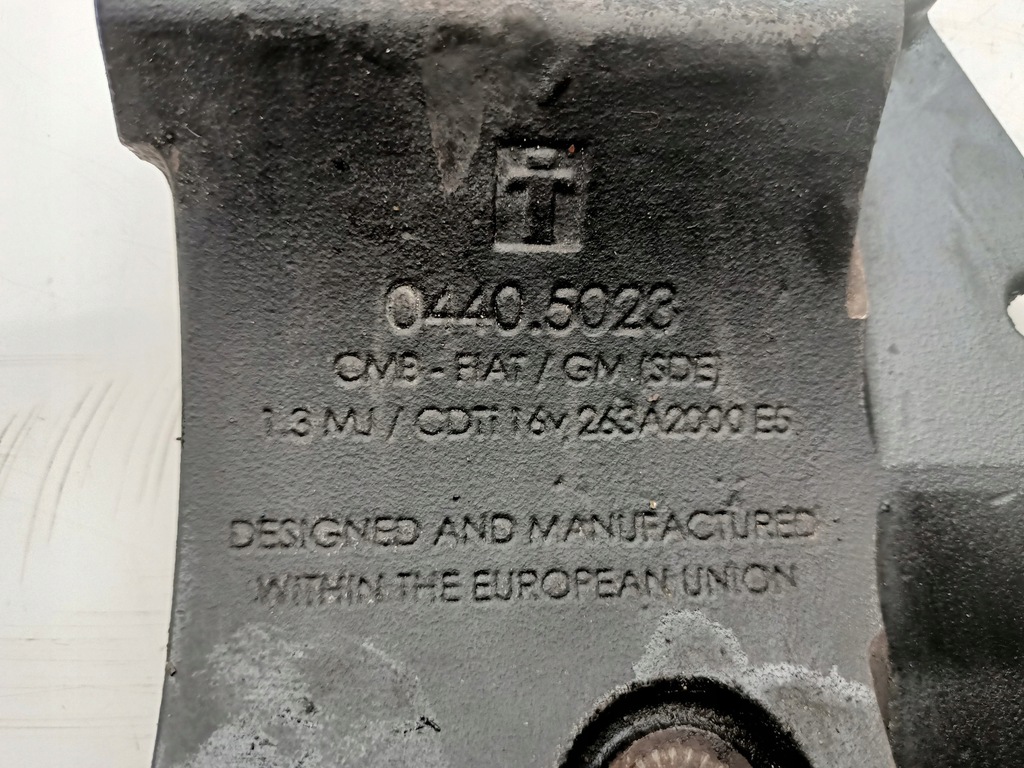 T
0440.5023
CMB - FIAT / GM (SDE)
1.3 MJ / CDTi 16v, 263A2000 E5
DESIGNED AND MANUFACTURED
WITHIN THE EUROPEAN UNION